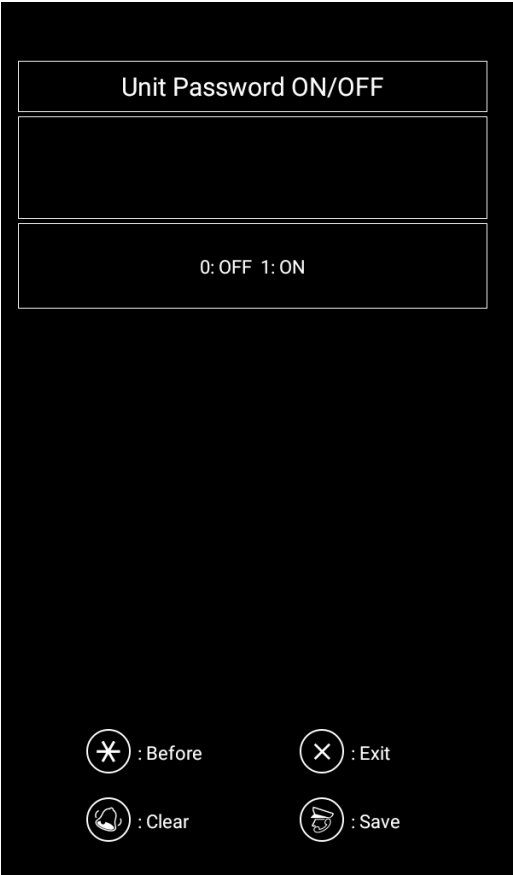 Unit Password ON/OFF
0: OFF 1: ON
: Before
: Exit
: Clear
: Save